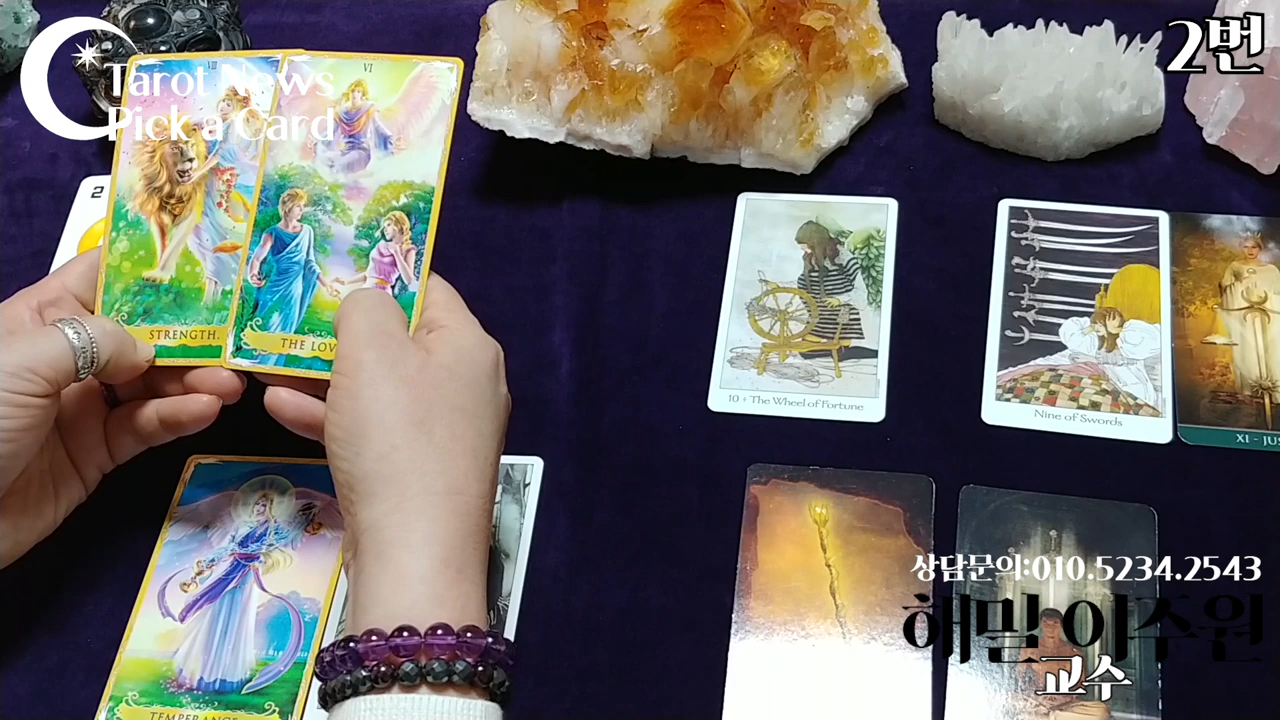 2번
Tarot News
Pick a Card
VIII
VI
2
STRENGTH.
THE LOV
10 + The Wheel of Fortune
Nine of Swords
XI - JUS
TEMPERANCE
상담문의:010.5234.2543
해밀 이주원
교수